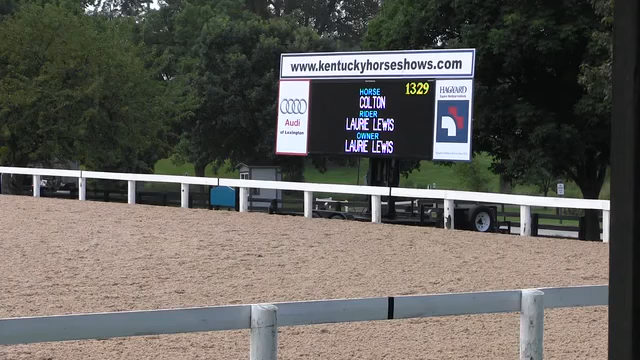 www.kentuckyhorseshows.com
1329
HORSE
COLTON
RIDER
LAURIE LEWIS
OWNER
LAURIE LEWIS
Audi
of Lexington
HAGYARD